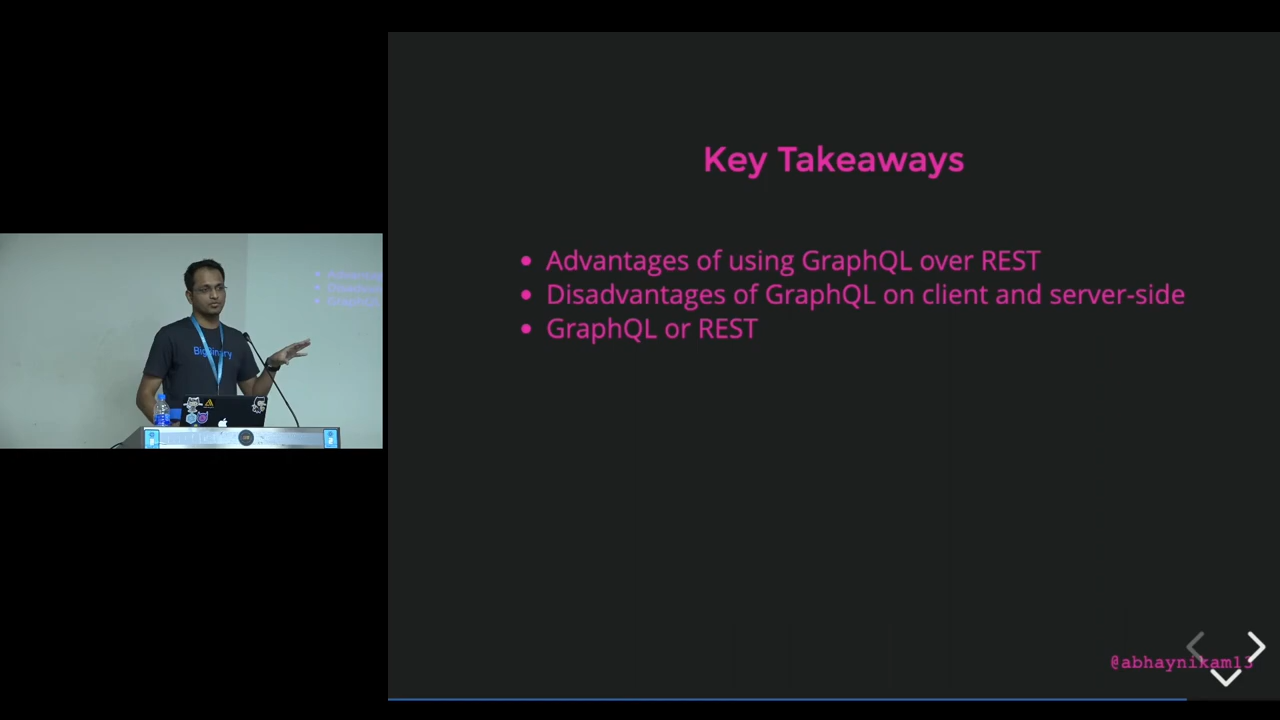 Key Takeaways
Advantages of using GraphQL over REST
Disadvantages of GraphQL on client and server-side
GraphQL or REST
@abhaynikam13
BigBinary